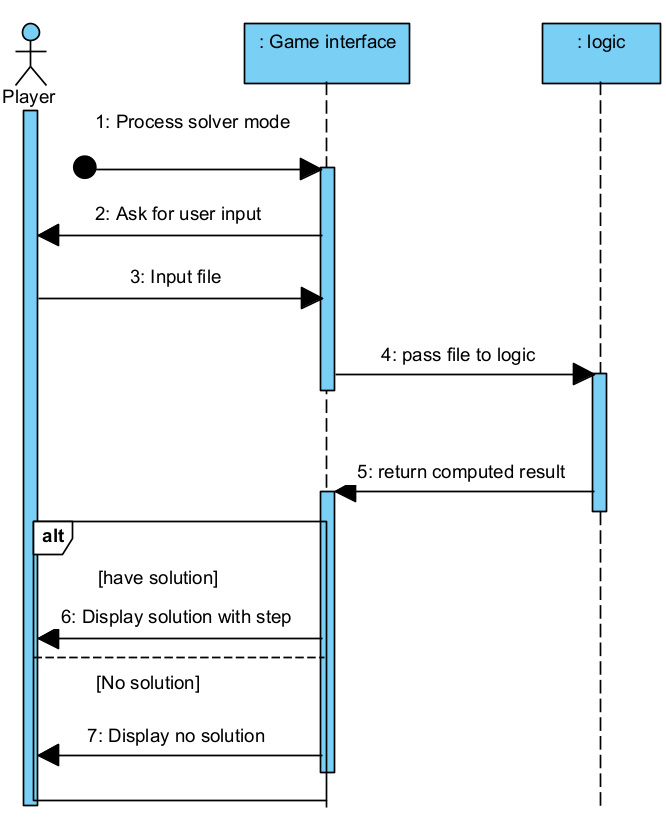 : Game interface
: logic
Player
1: Process solver mode
2: Ask for user input
3: Input file
4: pass file to logic
5: return computed result
alt
[have solution]
6: Display solution with step
[No solution]
7: Display no solution